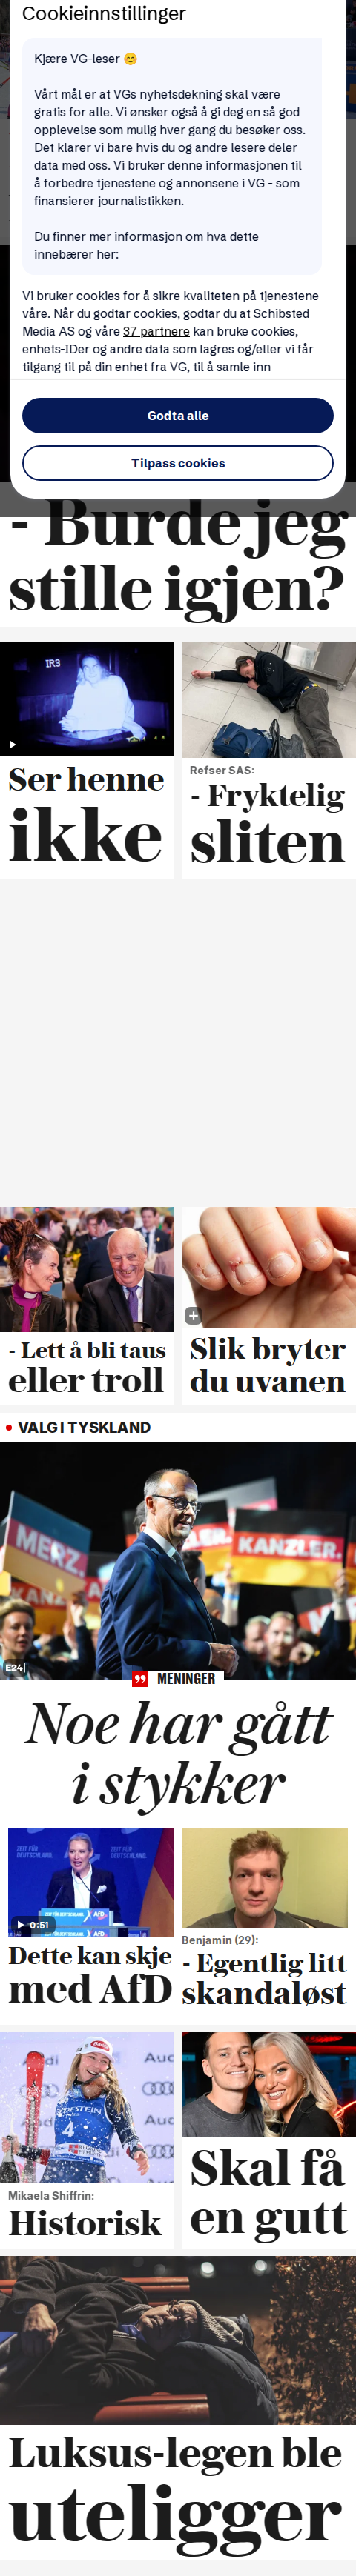 Cookieinnstillinger
Kjære VG-leser 😊
Vårt mål er at VGs nyhetsdekning skal være
gratis for alle. Vi ønsker også å gi deg en så god
opplevelse som mulig hver gang du besøker oss.
Det klarer vi bare hvis du og andre lesere deler
data med oss. Vi bruker denne informasjonen til
å forbedre tjenestene og annonsene i VG - som
finansierer journalistikken.
Du finner mer informasjon om hva dette
innebærer her:
Vi bruker cookies for å sikre kvaliteten på tjenestene
våre. Når du godtar cookies, godtar du at Schibsted
Media AS og våre 37 partnere kan bruke cookies,
enhets-IDer og andre data som lagres og/eller vi får
tilgang til på din enhet fra VG, til å samle inn
Godta alle
Tilpass cookies
- Burde jeg
stille igjen?
IR3
Ser henne
ikke
Refser SAS:
- Fryktelig
sliten
- Lett å bli taus
eller troll
Slik bryter
du uvanen
VALG I TYSKLAND
MERZ.
KANZLER.
E24
MENINGER
Noe har gått
i stykker
ZEIT FÜR
DEUTSCHLAND.
AfD
0:51
Dette kan skje
med AfD
Benjamin (29):
- Egentlig litt
skandaløst
Audi
4
Mikaela Shiffrin:
Historisk
Skal få
en gutt
Luksus-legen ble
uteligger